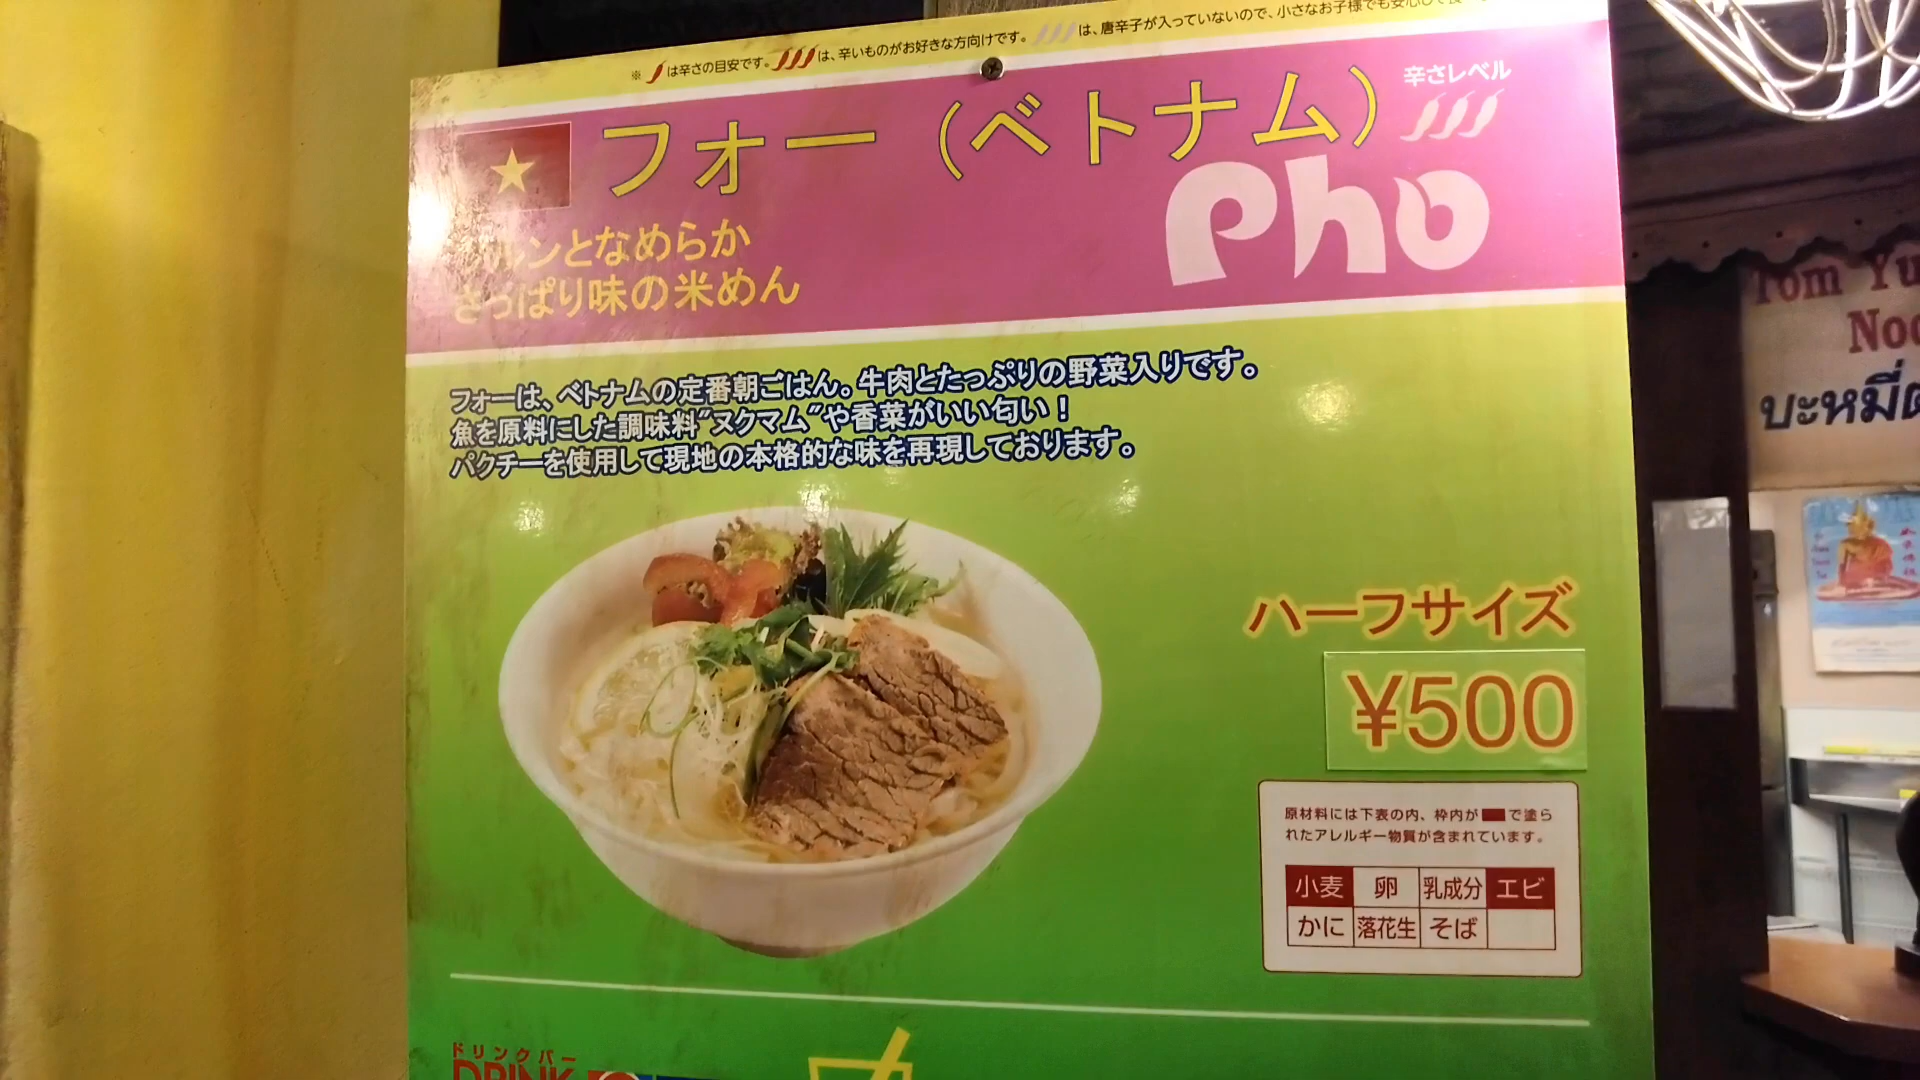 ※ は辛さの目安です。 は、辛いものがお好きな方向けです。 は、唐辛子が入っていないので、小さなお子様でも安心して
フォー（ベトナム）
辛さレベル
Pho
ルンとなめらか
さっぱり味の米めん
フォーは、ベトナムの定番朝ごはん。牛肉とたっぷりの野菜入りです。
魚を原料にした調味料″ヌクマム″や香菜がいい匂い！
パクチーを使用して現地の本格的な味を再現しております。
ハーフサイズ
¥500
原材料には下表の内、枠内が で塗ら
れたアレルギー物質が含まれています。
小麦 卵 乳成分 エビ
かに 落花生 そば
ドリンクバー
DRINK
Tom Yu
Noo
บะหมี่